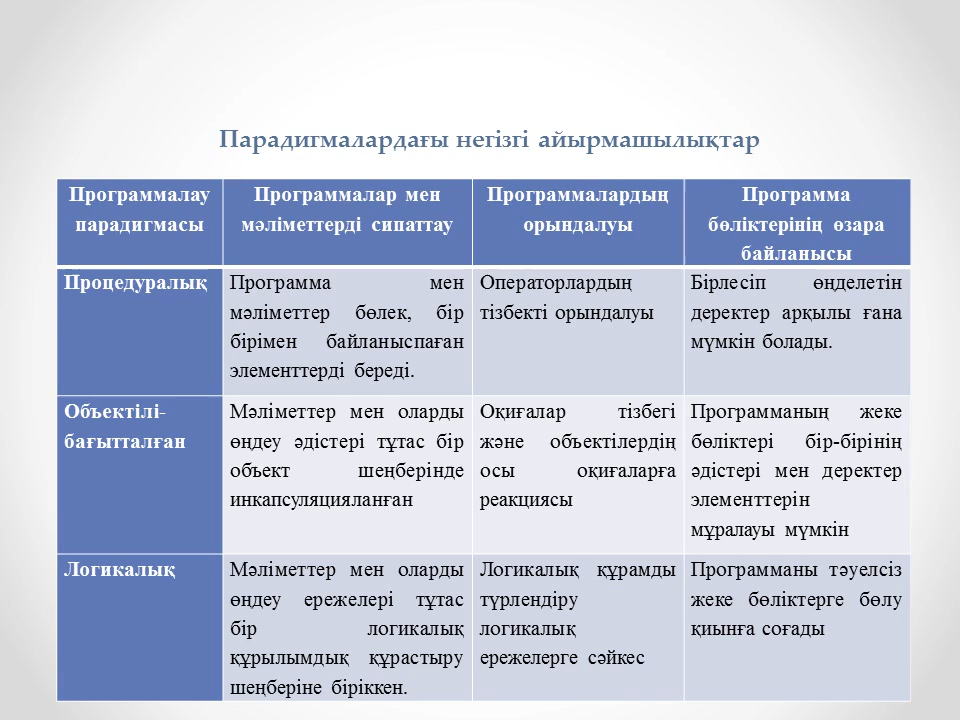 Парадигмалардағы негізгі айырмашылықтар
Программалау
парадигмасы
Программалар мен
мәліметтерді сипаттау
Программалардың
орындалуы
Программа
бөліктерінің өзара
байланысы
Процедуралық
Программа мен
мәліметтер бөлек, бір
бірімен байланыспаған
элементтерді береді.
Операторлардың
тізбекті орындалуы
Бірлесіп өңделетін
деректер арқылы ғана
мүмкін болады.
Объектілі-
бағытталған
Мәліметтер мен оларды
өңдеу әдістері тұтас бір
объект шеңберінде
инкапсуляцияланған
Оқиғалар тізбегі
және объектілердің
осы оқиғаларға
реакциясы
Программаның жеке
бөліктері бір-бірінің
әдістері мен деректер
элементтерін
мұралауы мүмкін
Логикалық
Мәліметтер мен оларды
өңдеу ережелері тұтас
бір логикалық
құрылымдық құрастыру
шеңберіне біріккен.
Логикалық құрамды
түрлендіру
логикалық
ережелерге сәйкес
Программаны тәуелсіз
жеке бөліктерге бөлу
қиынға соғады